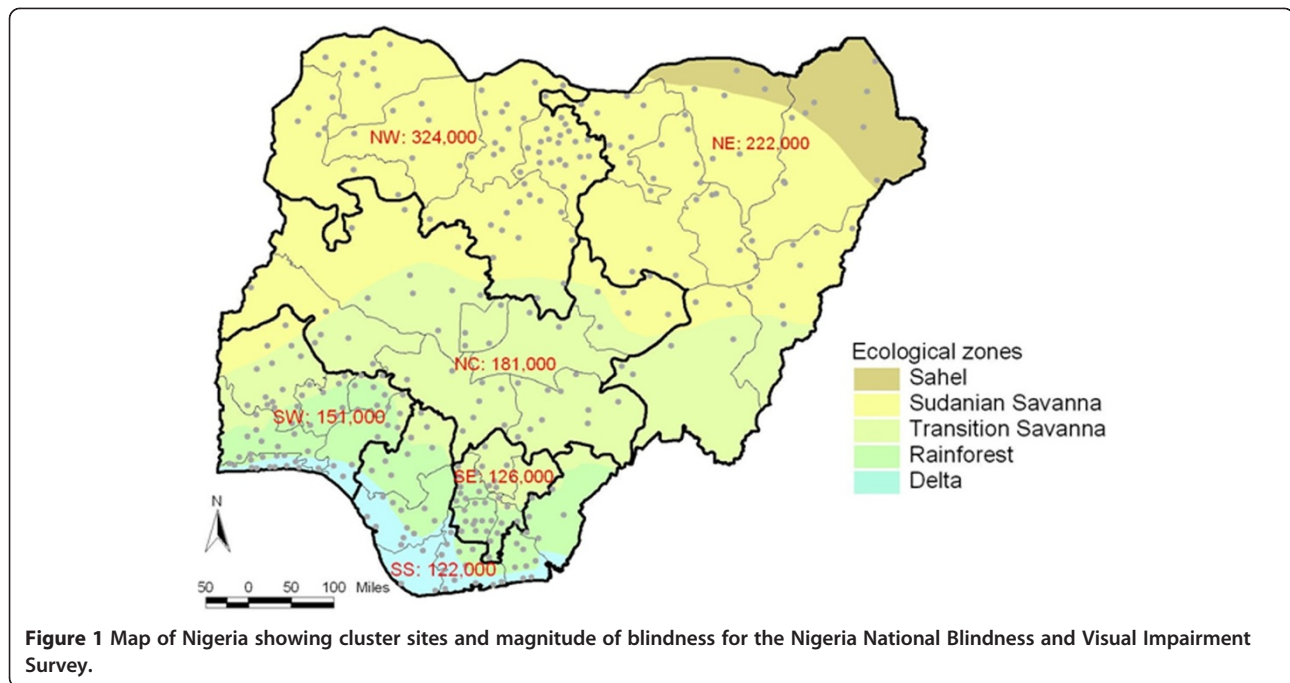 NW: 324,000
NE: 222,000
NC: 181,000
SW: 151,000
SE: 126,000
SS: 122,000
Ecological zones
Sahel
Sudanian Savanna
Transition Savanna
Rainforest
Delta
N
50 0 50 100 Miles
Figure 1 Map of Nigeria showing cluster sites and magnitude of blindness for the Nigeria National Blindness and Visual Impairment
Survey.